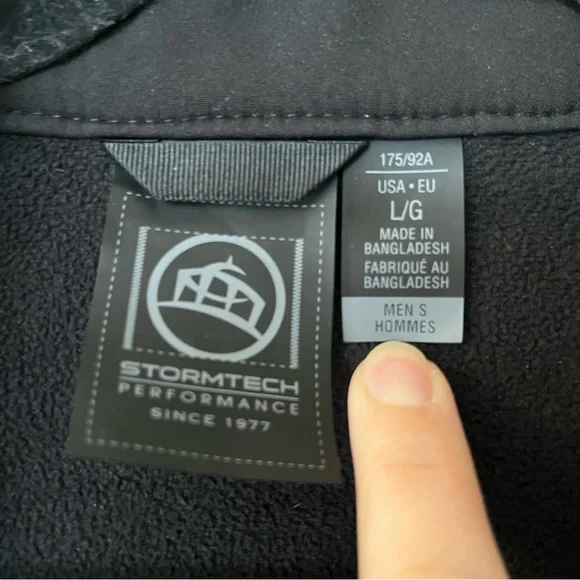 STORMTECH
PERFORMANCE
SINCE 1977
175/92A
USA • EU
L/G
MADE IN
BANGLADESH
FABRIQUÉ AU
BANGLADESH
MEN S
HOMMES